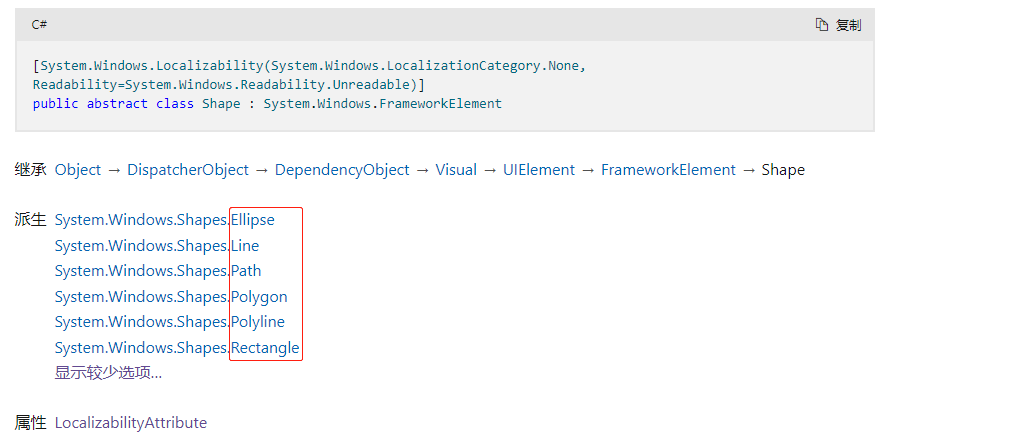 C# 复制
[System.Windows.Localizability(System.Windows.LocalizationCategory.None,
Readability=System.Windows.Readability.Unreadable)]
public abstract class Shape : System.Windows.FrameworkElement
继承 Object → DispatcherObject → DependencyObject → Visual → UIElement → FrameworkElement → Shape
派生 System.Windows.Shapes.Ellipse
System.Windows.Shapes.Line
System.Windows.Shapes.Path
System.Windows.Shapes.Polygon
System.Windows.Shapes.Polyline
System.Windows.Shapes.Rectangle
显示较少选项...
属性 LocalizabilityAttribute